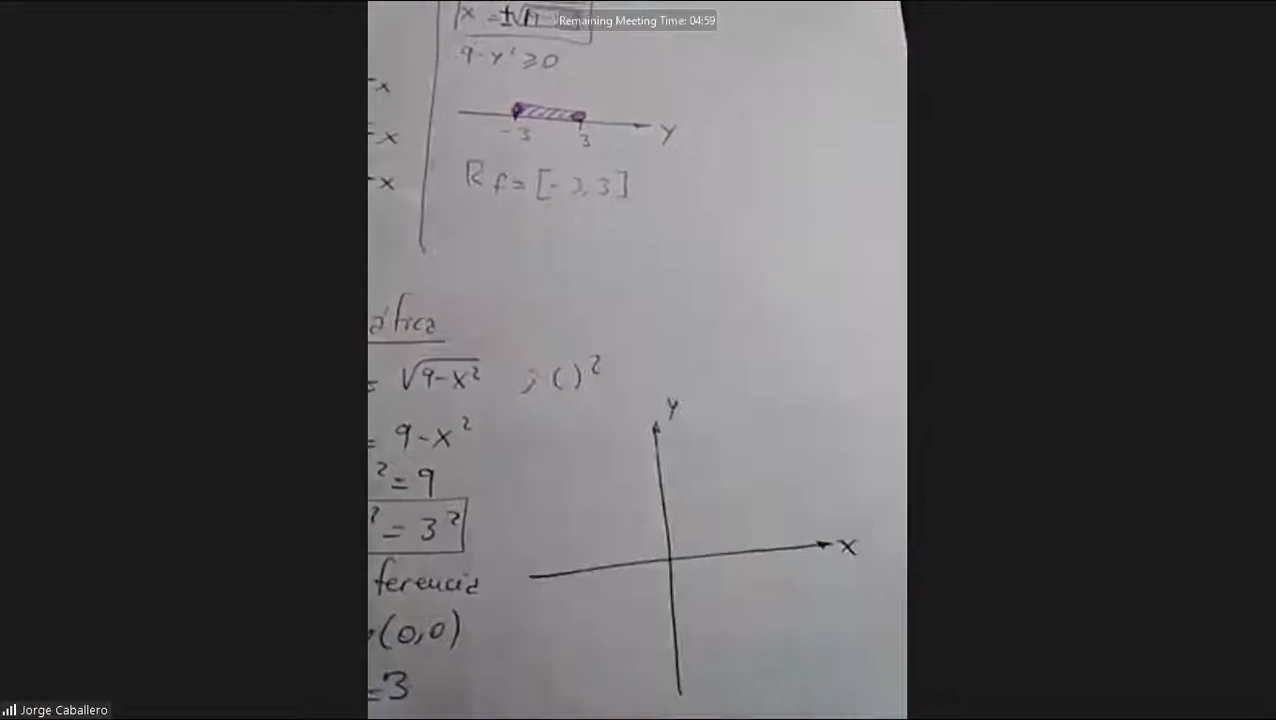 Remaining Meeting Time: 04:59
x = ±√
9-y² ≥ 0
-x
-3 3 y
= x
-x
Rf = [-3,3]
áfica
= √9-x² ; ( )²
y
= 9-x²
² = 9
² = 3²
x
ferencia
(0,0)
=3
Jorge Caballero